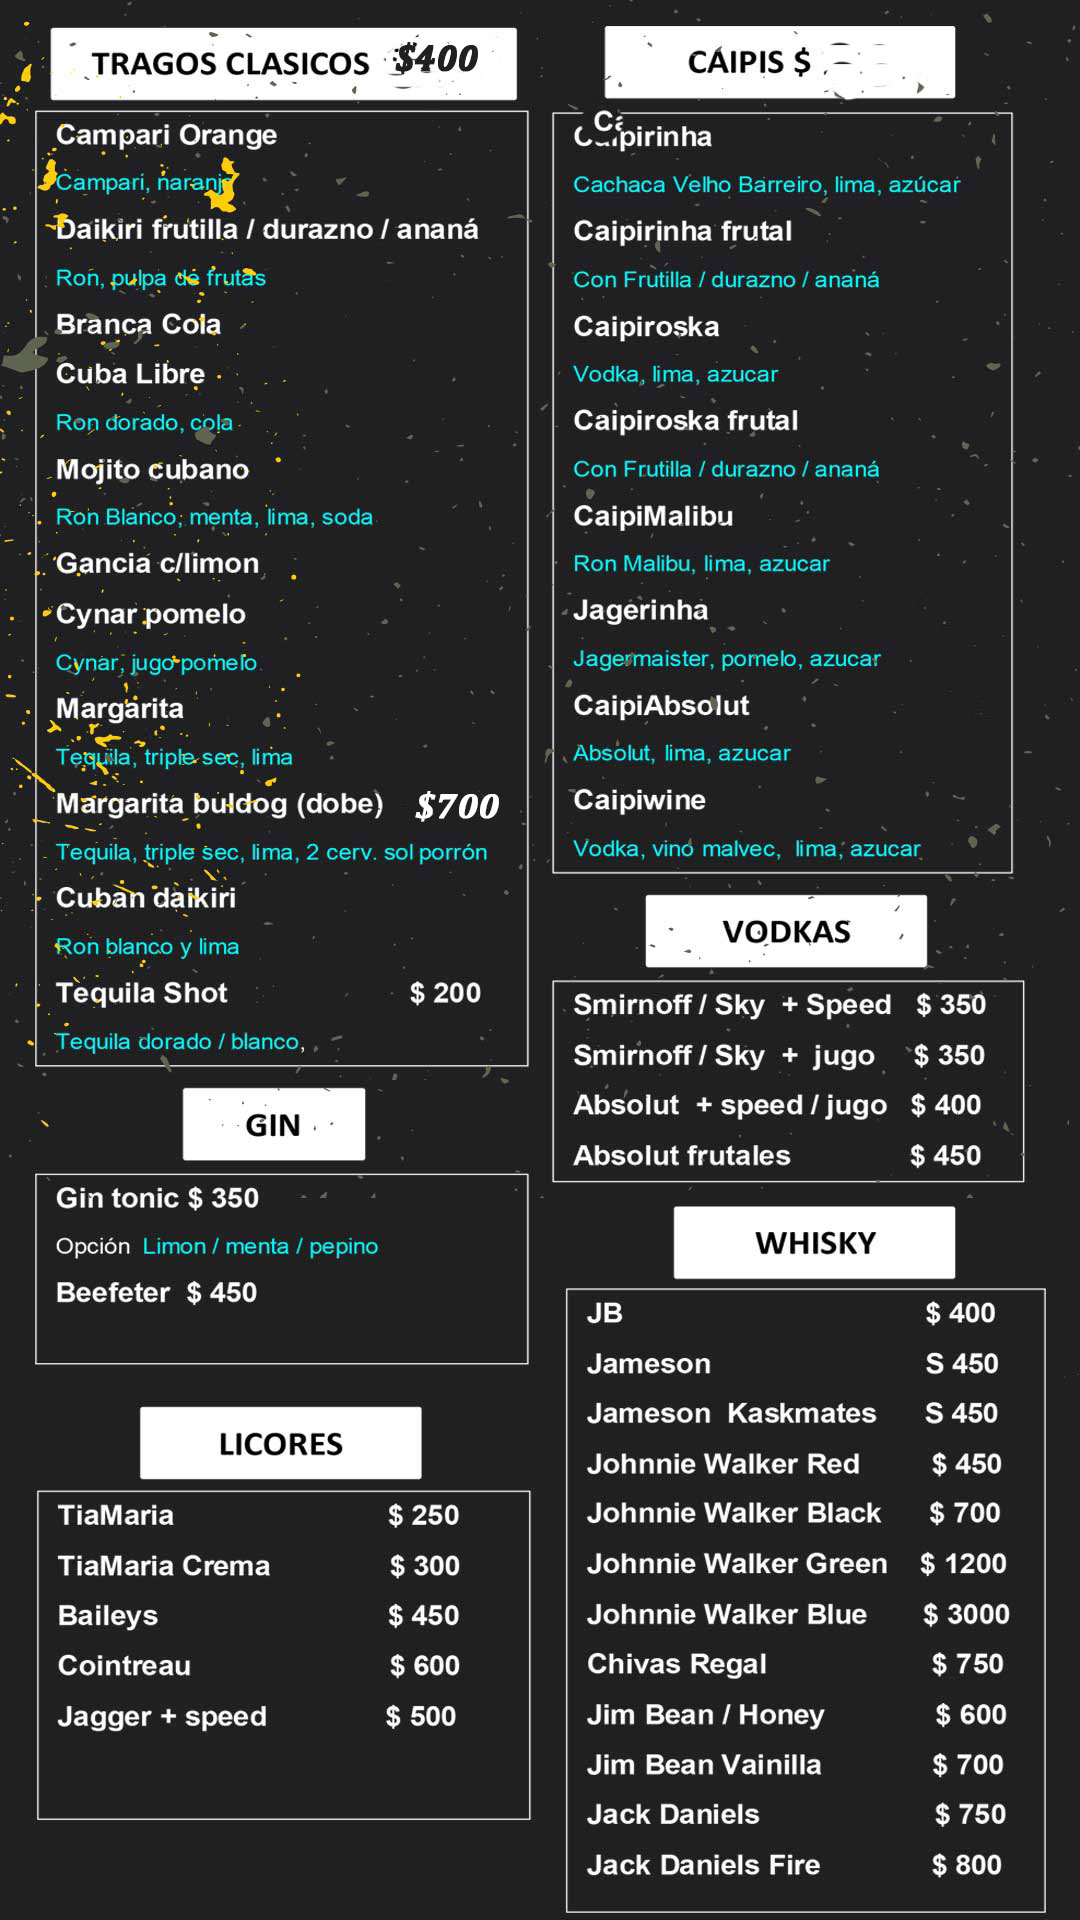 TRAGOS CLASICOS $400
Campari Orange
Campari, naranja
Daikiri frutilla / durazno / ananá
Ron, pulpa de frutas
Branca Cola
Cuba Libre
Ron dorado, cola
Mojito cubano
Ron Blanco, menta, lima, soda
Gancia c/limon
Cynar pomelo
Cynar, jugo pomelo
Margarita
Tequila, triple sec, lima
Margarita buldog (dobe) $700
Tequila, triple sec, lima, 2 cerv. sol porrón
Cuban daikiri
Ron blanco y lima
Tequila Shot $ 200
Tequila dorado / blanco,
GIN
Gin tonic $ 350
Opción Limon / menta / pepino
Beefeter $ 450
LICORES
TiaMaria $ 250
TiaMaria Crema $ 300
Baileys $ 450
Cointreau $ 600
Jagger + speed $ 500
CAIPIS $
Caipirinha
Cachaca Velho Barreiro, lima, azúcar
Caipirinha frutal
Con Frutilla / durazno / ananá
Caipiroska
Vodka, lima, azucar
Caipiroska frutal
Con Frutilla / durazno / ananá
CaipiMalibu
Ron Malibu, lima, azucar
Jagerinha
Jagermaister, pomelo, azucar
CaipiAbsolut
Absolut, lima, azucar
Caipiwine
Vodka, vino malvec, lima, azucar
VODKAS
Smirnoff / Sky + Speed $ 350
Smirnoff / Sky + jugo $ 350
Absolut + speed / jugo $ 400
Absolut frutales $ 450
WHISKY
JB $ 400
Jameson S 450
Jameson Kaskmates S 450
Johnnie Walker Red $ 450
Johnnie Walker Black $ 700
Johnnie Walker Green $ 1200
Johnnie Walker Blue $ 3000
Chivas Regal $ 750
Jim Bean / Honey $ 600
Jim Bean Vainilla $ 700
Jack Daniels $ 750
Jack Daniels Fire $ 800